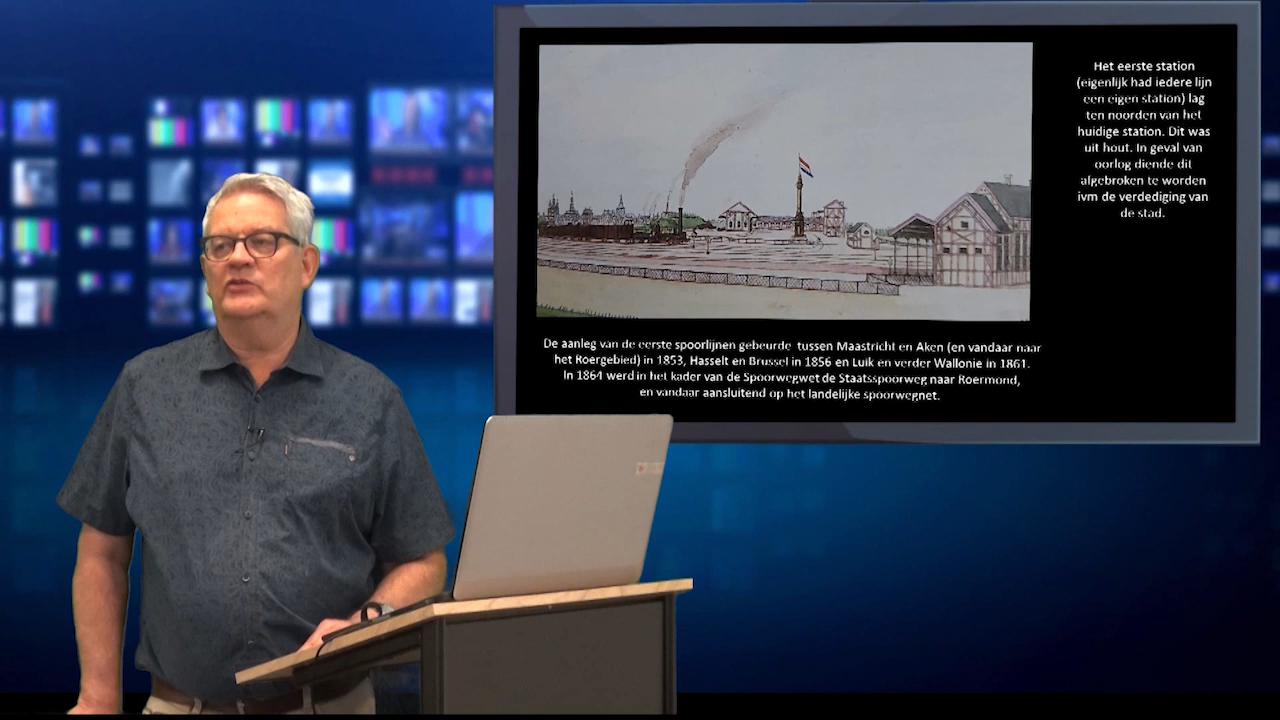 Het eerste station
(eigenlijk had iedere lijn
een eigen station) lag
ten noorden van het
huidige station. Dit was
uit hout. In geval van
oorlog diende dit
afgebroken te worden
ivm de verdediging van
de stad.
De aanleg van de eerste spoorlijnen gebeurde tussen Maastricht en Aken (en vandaar naar
het Roergebied) in 1853, Hasselt en Brussel in 1856 en Luik en verder Wallonie in 1861.
In 1864 werd in het kader van de Spoorwegwet de Staatsspoorweg naar Roermond,
en vandaar aansluitend op het landelijke spoorwegnet.